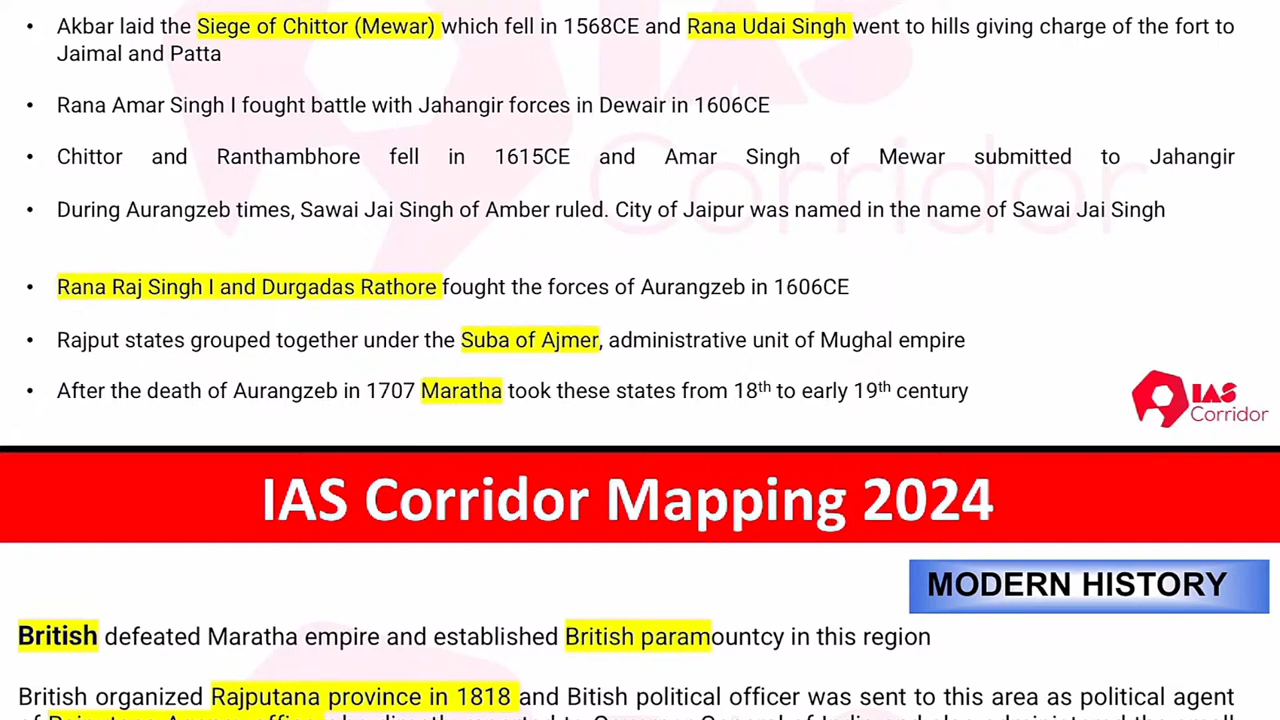 • Akbar laid the Siege of Chittor (Mewar) which fell in 1568CE and Rana Udai Singh went to hills giving charge of the fort to
Jaimal and Patta
• Rana Amar Singh I fought battle with Jahangir forces in Dewair in 1606CE
• Chittor and Ranthambhore fell in 1615CE and Amar Singh of Mewar submitted to Jahangir
• During Aurangzeb times, Sawai Jai Singh of Amber ruled. City of Jaipur was named in the name of Sawai Jai Singh
• Rana Raj Singh I and Durgadas Rathore fought the forces of Aurangzeb in 1606CE
• Rajput states grouped together under the Suba of Ajmer, administrative unit of Mughal empire
• After the death of Aurangzeb in 1707 Maratha took these states from 18th to early 19th century
IAS
Corridor
IAS Corridor Mapping 2024
MODERN HISTORY
British defeated Maratha empire and established British paramountcy in this region
British organized Rajputana province in 1818 and Bitish political officer was sent to this area as political agent